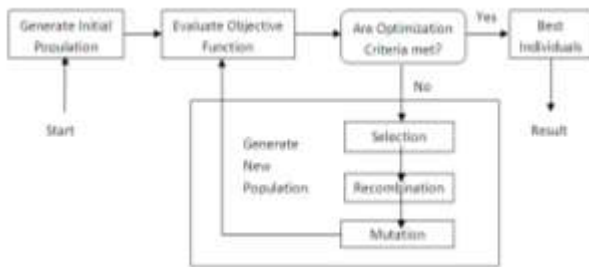 Generate Initial
Population
Evaluate Objective
Function
Are Optimization
Criteria met?
Yes
Best
Individuals
No
Start
Result
Generate
New
Population
Selection
Recombination
Mutation